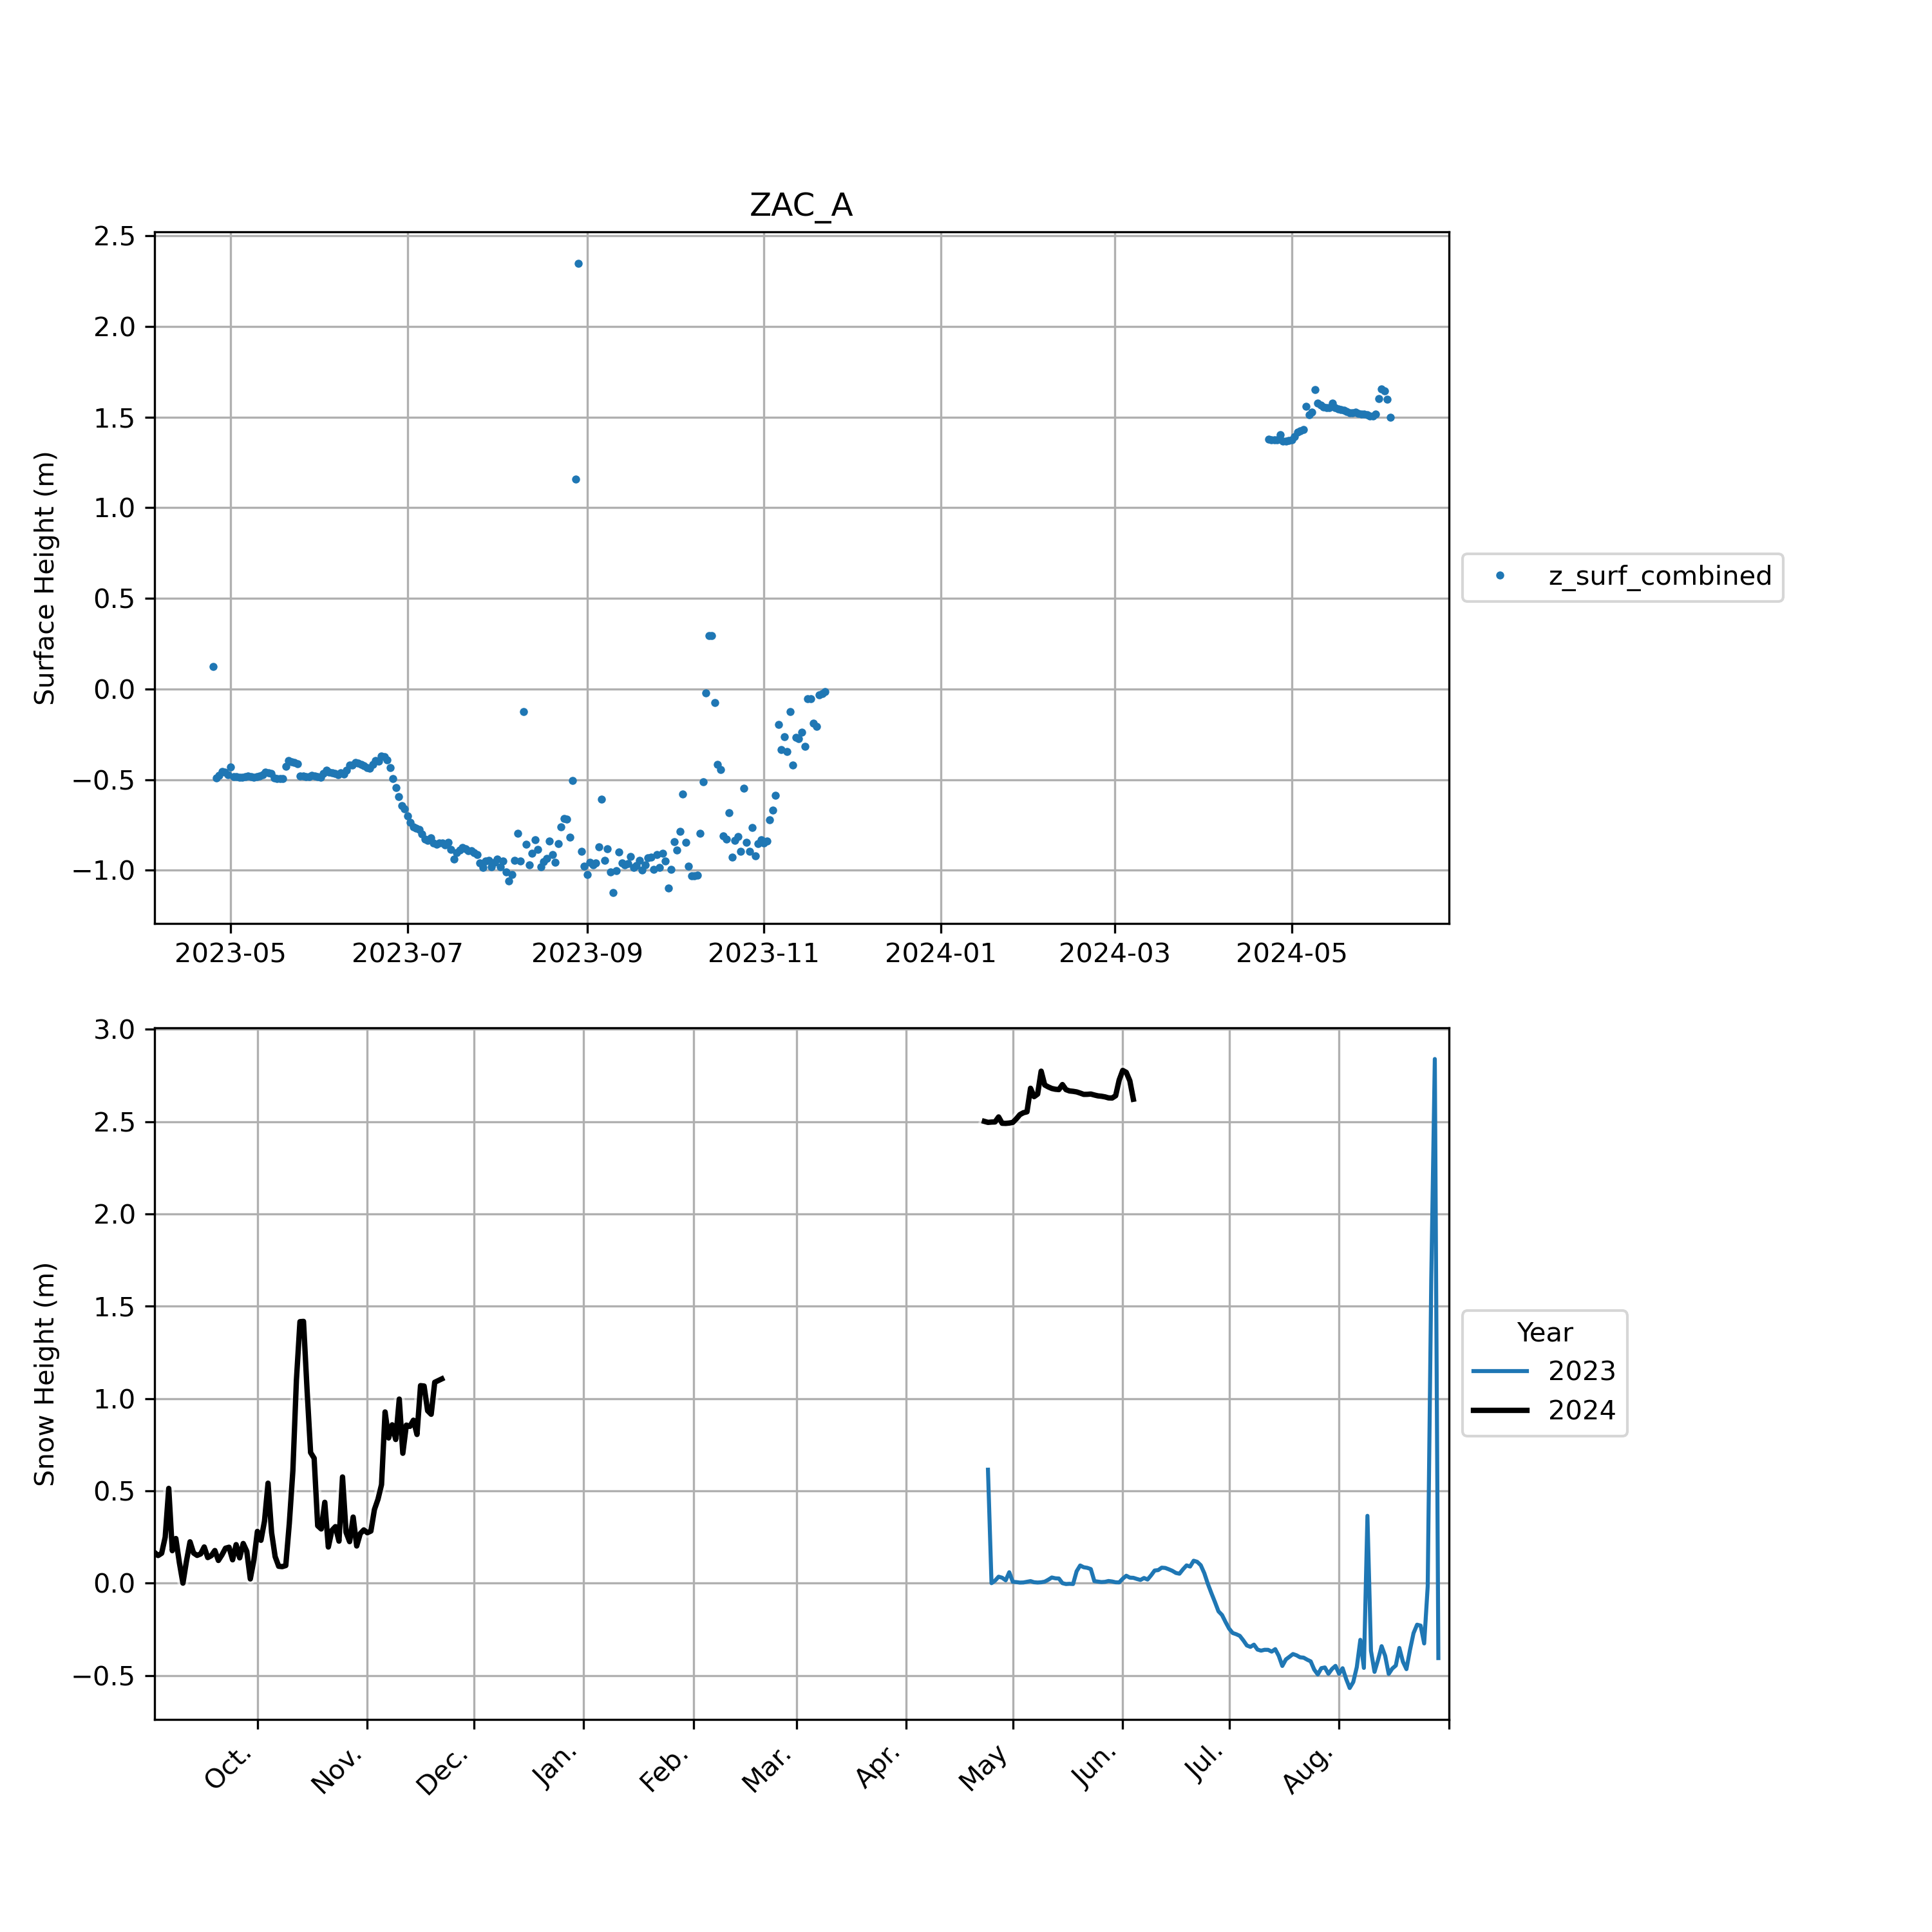 ZAC_A
2.5
2.0
1.5
1.0
0.5
0.0
−0.5
−1.0
Surface Height (m)
2023-05 2023-07 2023-09 2023-11 2024-01 2024-03 2024-05
z_surf_combined
3.0
2.5
2.0
1.5
1.0
0.5
0.0
−0.5
Snow Height (m)
Oct. Nov. Dec. Jan. Feb. Mar. Apr. May Jun. Jul. Aug.
Year
2023
2024